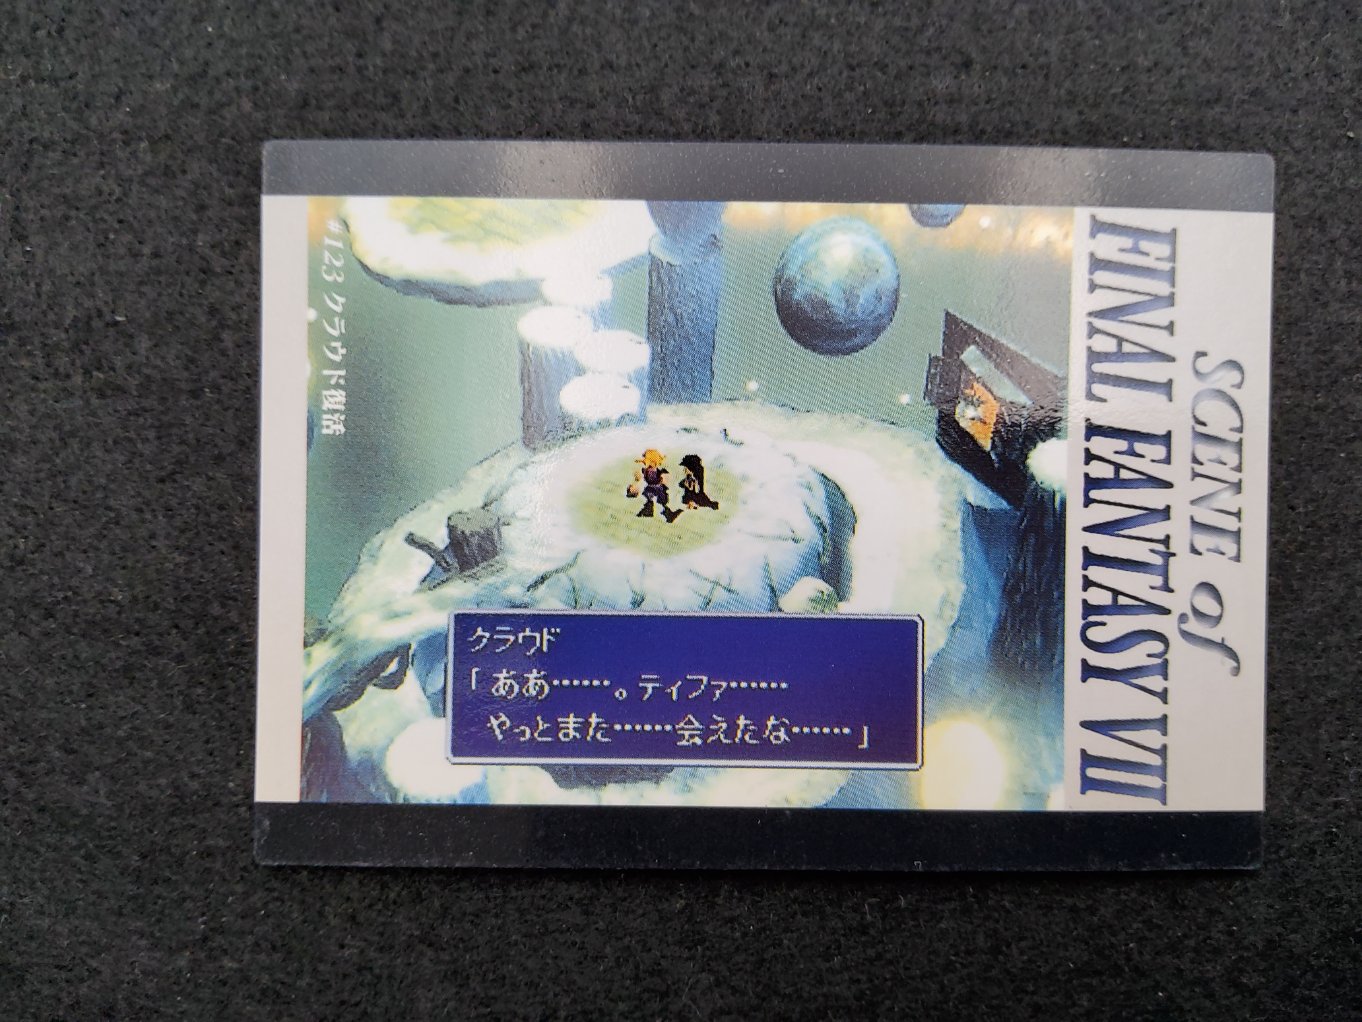 SCENE of
FINAL FANTASY VII
#123 クラウド復活
クラウド
「ああ……。ティファ……
やっとまた……会えたな……」